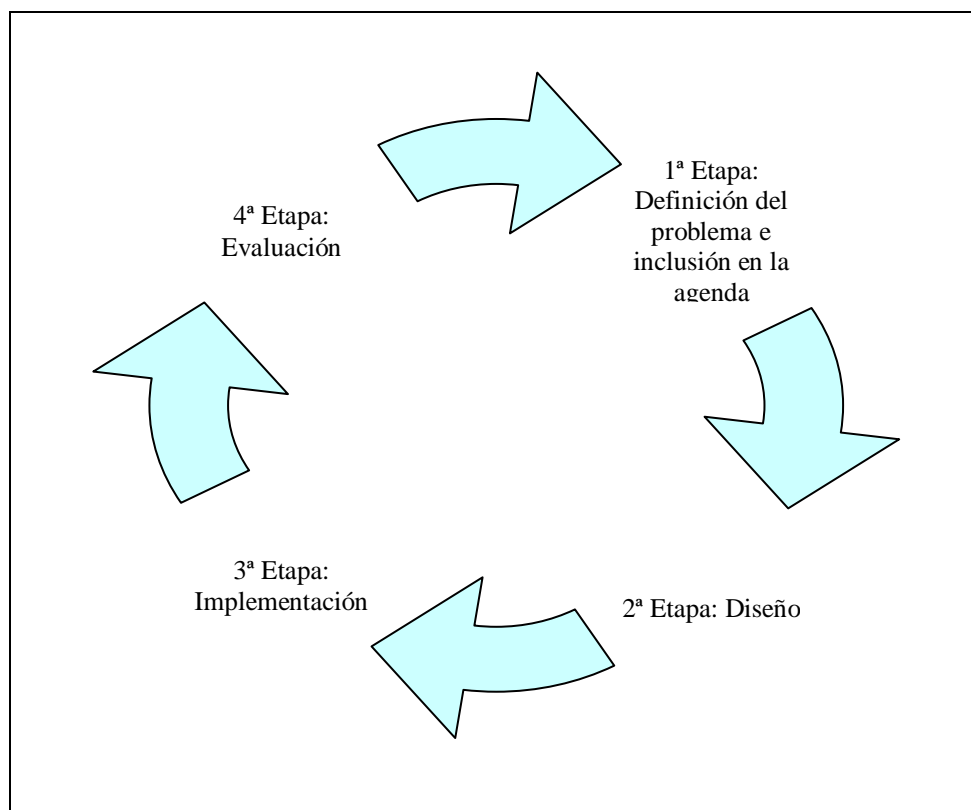 1ª Etapa:
Definición del
problema e
inclusión en la
agenda
2ª Etapa: Diseño
3ª Etapa:
Implementación
4ª Etapa:
Evaluación